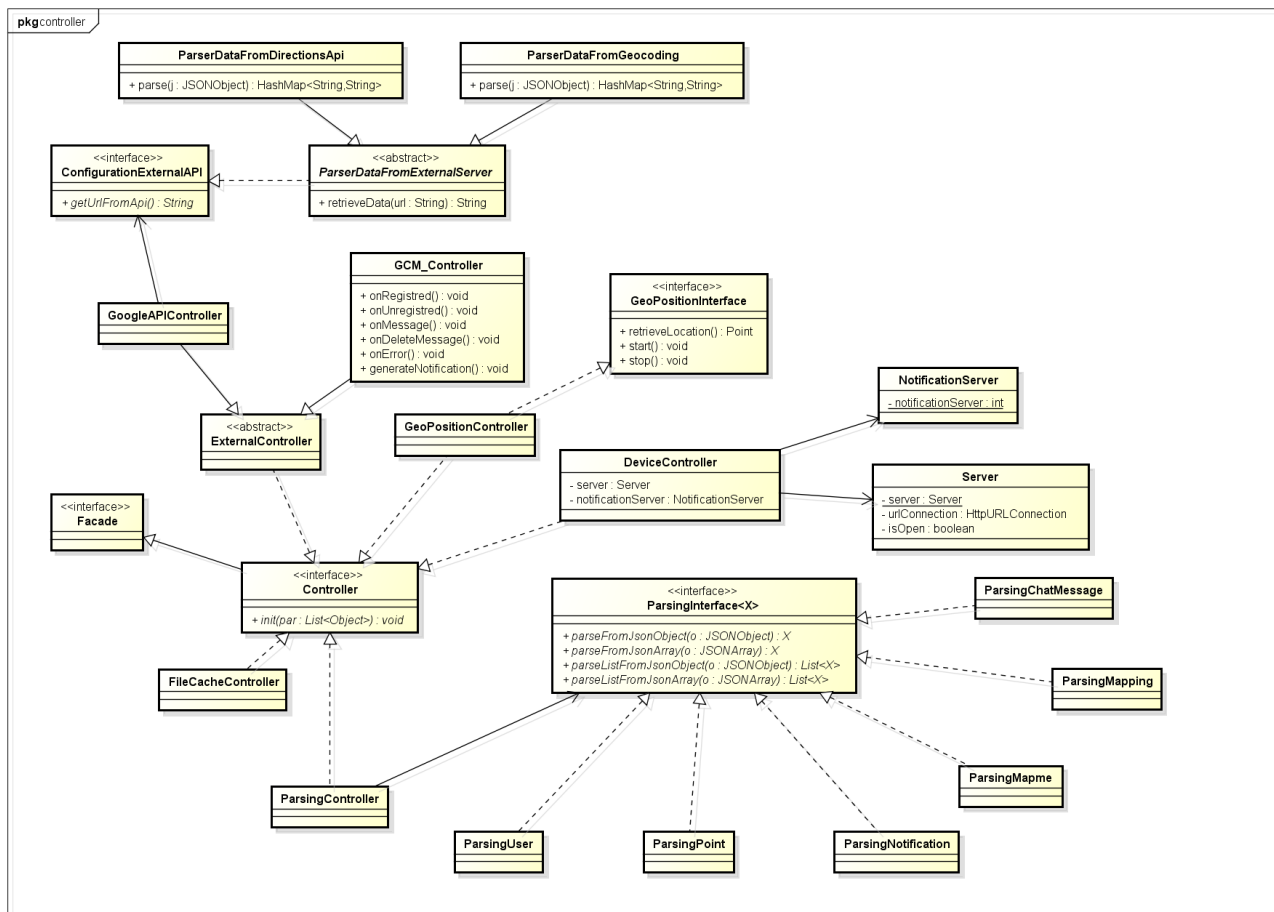 pkg controller
ParserDataFromDirectionsApi
+ parse(j : JSONObject) : HashMap<String,String>
ParserDataFromGeocoding
+ parse(j : JSONObject) : HashMap<String,String>
<<interface>>
ConfigurationExternalAPI
+ getUrlFromApi() : String
<<abstract>>
ParserDataFromExternalServer
+ retrieveData(url : String) : String
GCM_Controller
+ onRegistred() : void
+ onUnregistred() : void
+ onMessage() : void
+ onDeleteMessage() : void
+ onError() : void
+ generateNotification() : void
<<interface>>
GeoPositionInterface
+ retrieveLocation() : Point
+ start() : void
+ stop() : void
GoogleAPIController
NotificationServer
- notificationServer : int
<<abstract>>
ExternalController
GeoPositionController
DeviceController
- server : Server
- notificationServer : NotificationServer
Server
- server : Server
- urlConnection : HttpURLConnection
- isOpen : boolean
<<interface>>
Facade
<<interface>>
Controller
+ init(par : List<Object>) : void
<<interface>>
ParsingInterface<X>
+ parseFromJsonObject(o : JSONObject) : X
+ parseFromJsonArray(o : JSONArray) : X
+ parseListFromJsonObject(o : JSONObject) : List<X>
+ parseListFromJsonArray(o : JSONArray) : List<X>
ParsingChatMessage
FileCacheController
ParsingMapping
ParsingMapme
ParsingController
ParsingUser
ParsingPoint
ParsingNotification